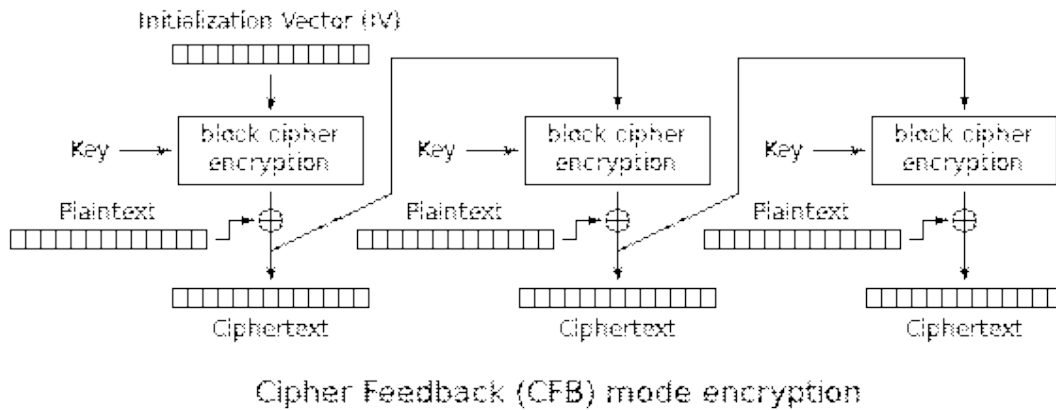 Initialization Vector (IV)
Key
block cipher
encryption
Plaintext
Ciphertext
Key
block cipher
encryption
Plaintext
Ciphertext
Key
block cipher
encryption
Plaintext
Ciphertext
Cipher Feedback (CFB) mode encryption